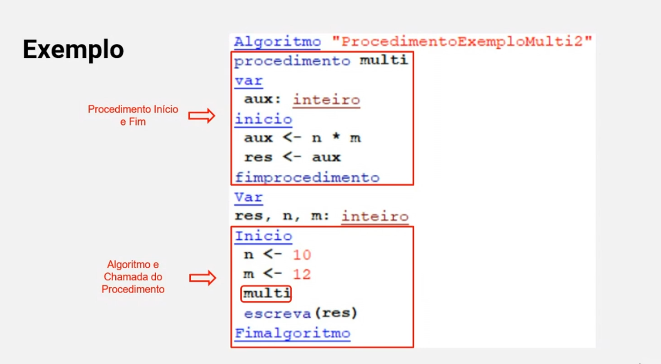 Exemplo
Procedimento Início
e Fim
Algoritmo "ProcedimentoExemploMulti2"
procedimento multi
var
aux: inteiro
inicio
aux <- n * m
res <- aux
fimprocedimento
Var
res, n, m: inteiro
Algoritmo e
Chamada do
Procedimento
Inicio
n <- 10
m <- 12
multi
escreva(res)
Fimalgoritmo